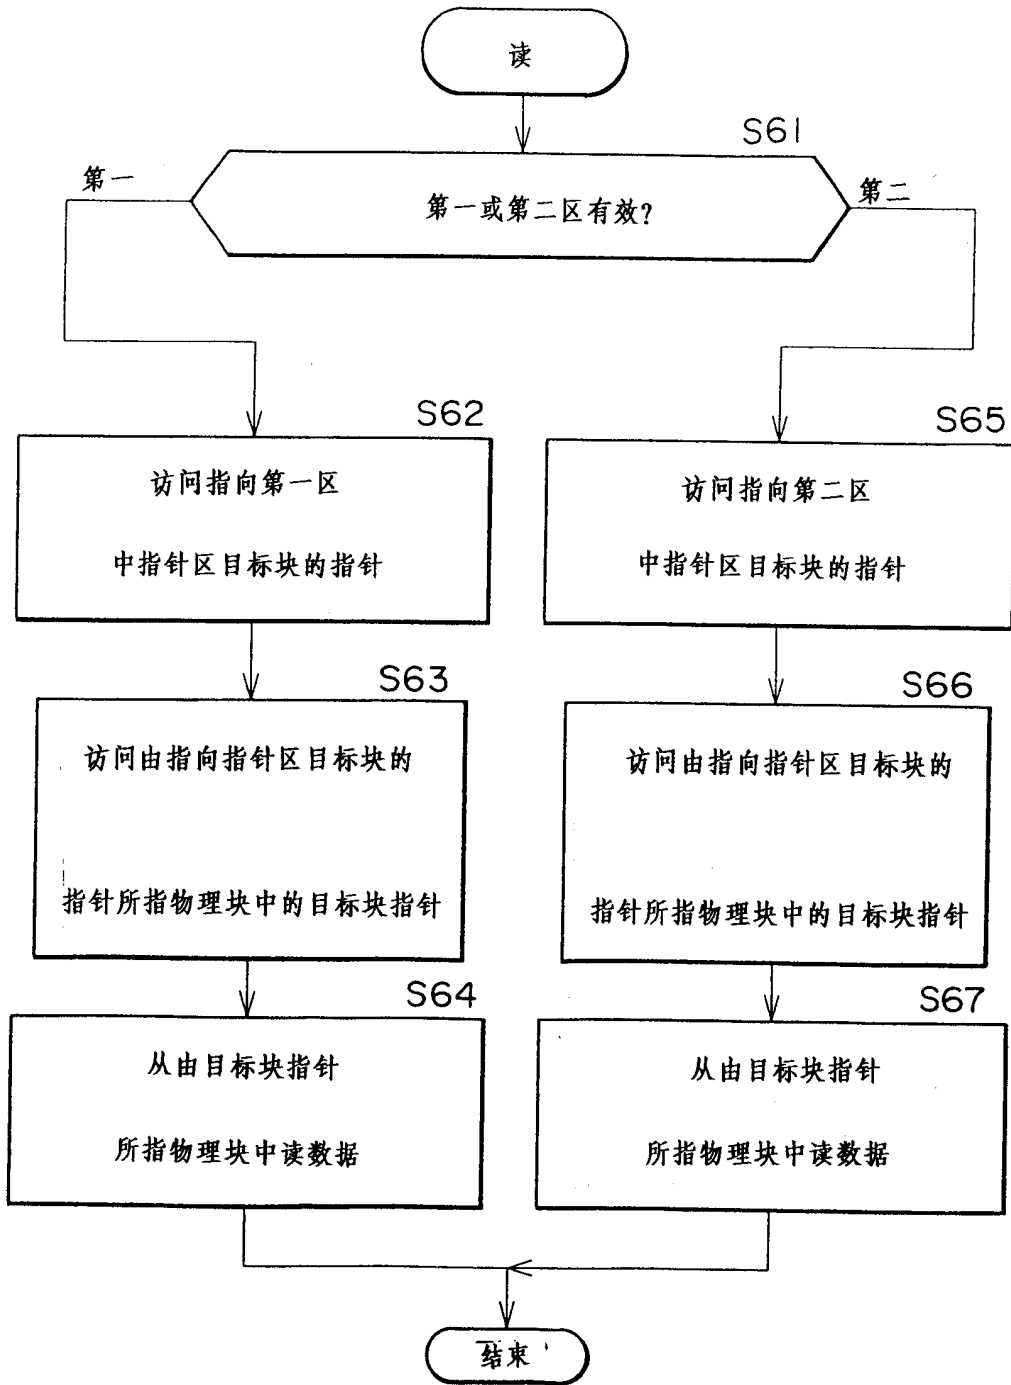 读
S61
第一
第一或第二区有效?
第二
S62
访问指向第一区
中指针区目标块的指针
S65
访问指向第二区
中指针区目标块的指针
S63
访问由指向指针区目标块的
指针所指物理块中的目标块指针
S66
访问由指向指针区目标块的
指针所指物理块中的目标块指针
S64
从由目标块指针
所指物理块中读数据
S67
从由目标块指针
所指物理块中读数据
结束